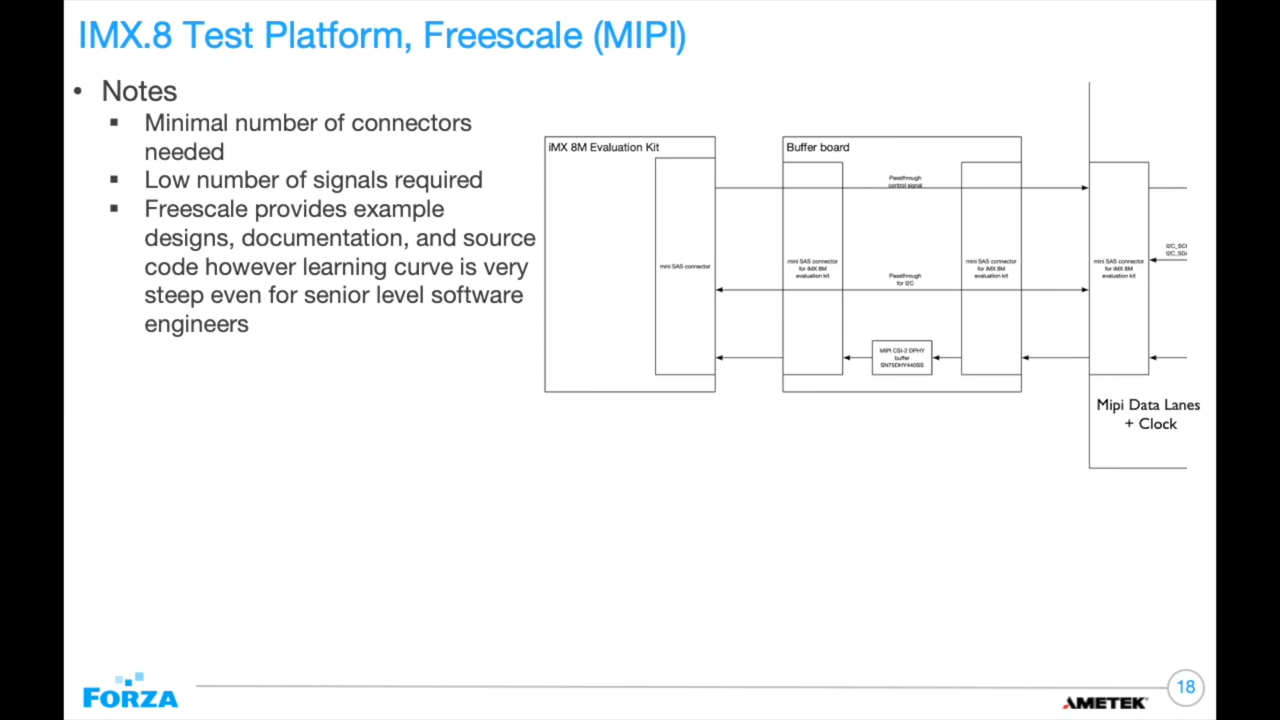 IMX.8 Test Platform, Freescale (MIPI)
• Notes
▪ Minimal number of connectors
needed
▪ Low number of signals required
▪ Freescale provides example
designs, documentation, and source
code however learning curve is very
steep even for senior level software
engineers
iMX 8M Evaluation Kit
mini SAS connector
Buffer board
Passthrough
control signal
mini SAS connector
for iMX 8M
evaluation kit
Passthrough
for I2C
MIPI CSI-2 DPHY
buffer
SN75DHY440SS
mini SAS connector
for iMX 8M
evaluation kit
mini SAS connector
for iMX 8M
evaluation kit
Mipi Data Lanes
+ Clock
FORZA
AMETEK
18